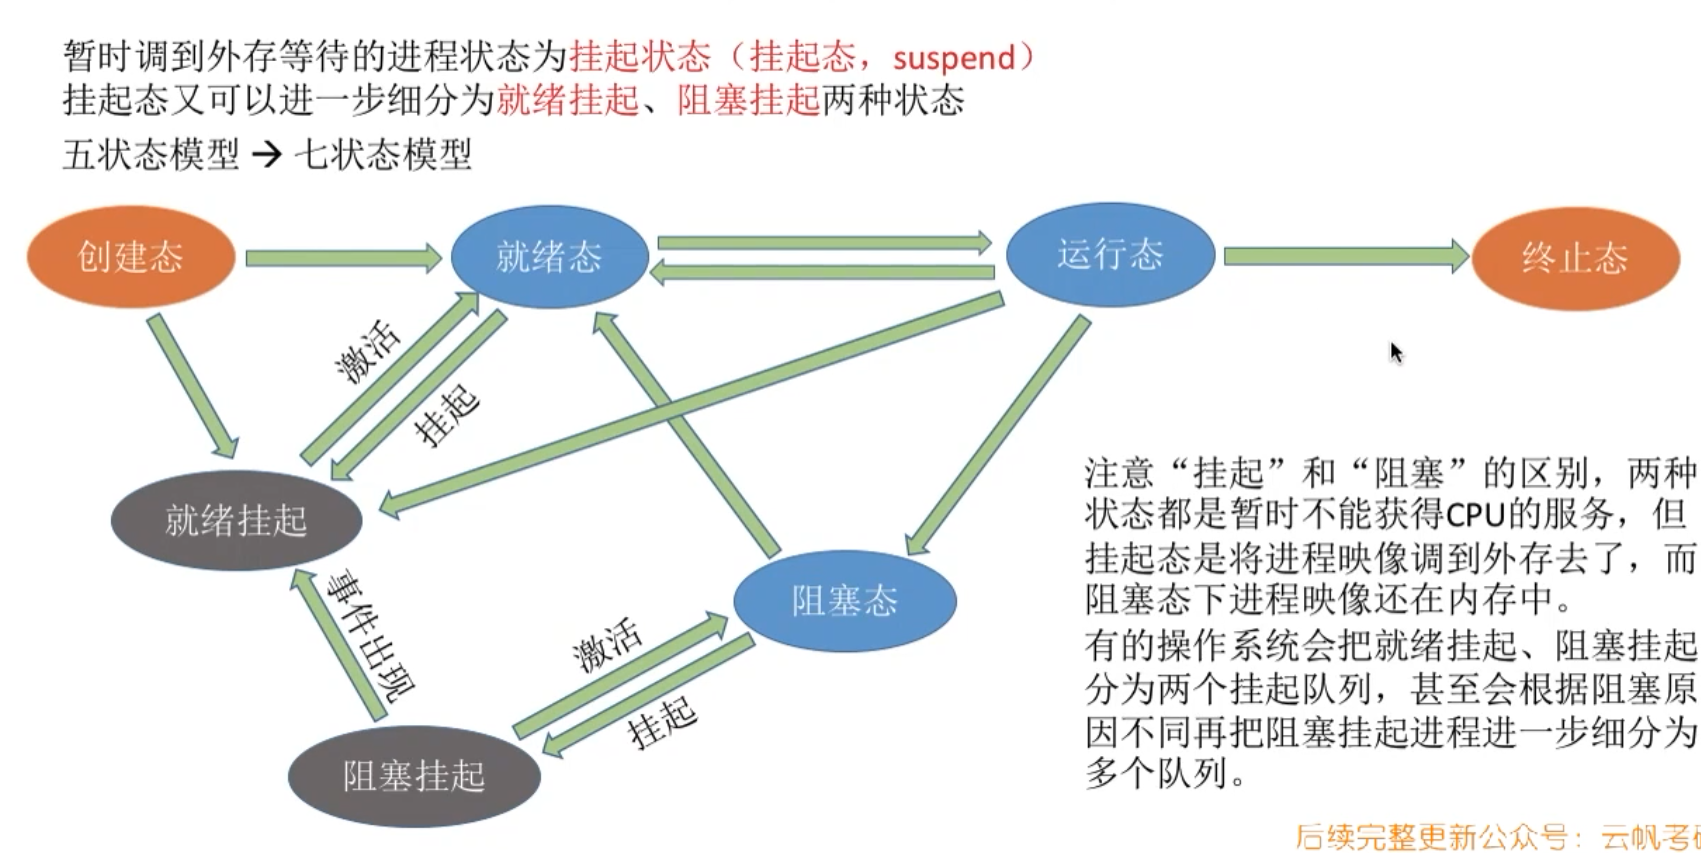 暂时调到外存等待的进程状态为挂起状态（挂起态，suspend）
挂起态又可以进一步细分为就绪挂起、阻塞挂起两种状态
五状态模型 → 七状态模型
创建态
就绪态
运行态
终止态
激活
挂起
就绪挂起
事件出现
阻塞态
激活
挂起
阻塞挂起
注意“挂起”和“阻塞”的区别，两种
状态都是暂时不能获得CPU的服务，但
挂起态是将进程映像调到外存去了，而
阻塞态下进程映像还在内存中。
有的操作系统会把就绪挂起、阻塞挂起
分为两个挂起队列，甚至会根据阻塞原
因不同再把阻塞挂起进程进一步细分为
多个队列。
后续完整更新公众号：云帆考